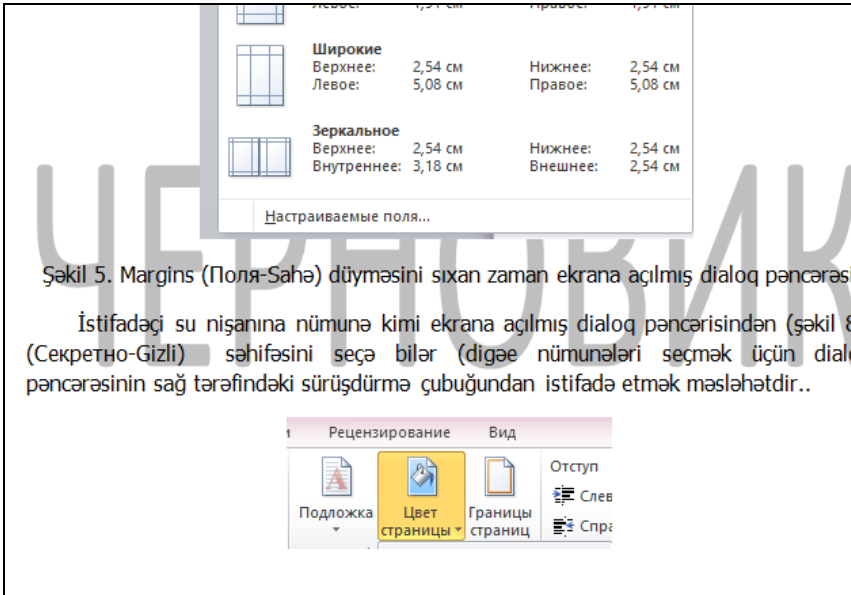 Широкие
Верхнее: 2,54 см Нижнее: 2,54 см
Левое: 5,08 см Правое: 5,08 см
Зеркальное
Верхнее: 2,54 см Нижнее: 2,54 см
Внутреннее: 3,18 см Внешнее: 2,54 см
Настраиваемые поля...
ЧЕРНОВИК
Şəkil 5. Margins (Поля-Sahə) düyməsini sıxan zaman ekrana açılmış dialoq pəncərəsi
İstifadəçi su nişanına nümunə kimi ekrana açılmış dialoq pəncərisindən (şəkil 8
(Секретно-Gizli) səhifəsini seçə bilər (digəe nümunələri seçmək üçün dialo
pəncərəsinin sağ tərəfindəki sürüşdürmə çubuğundan istifadə etmək məsləhətdir..
Рецензирование Вид
Подложка Цвет страницы Границы страниц
Отступ
Слев
Спра